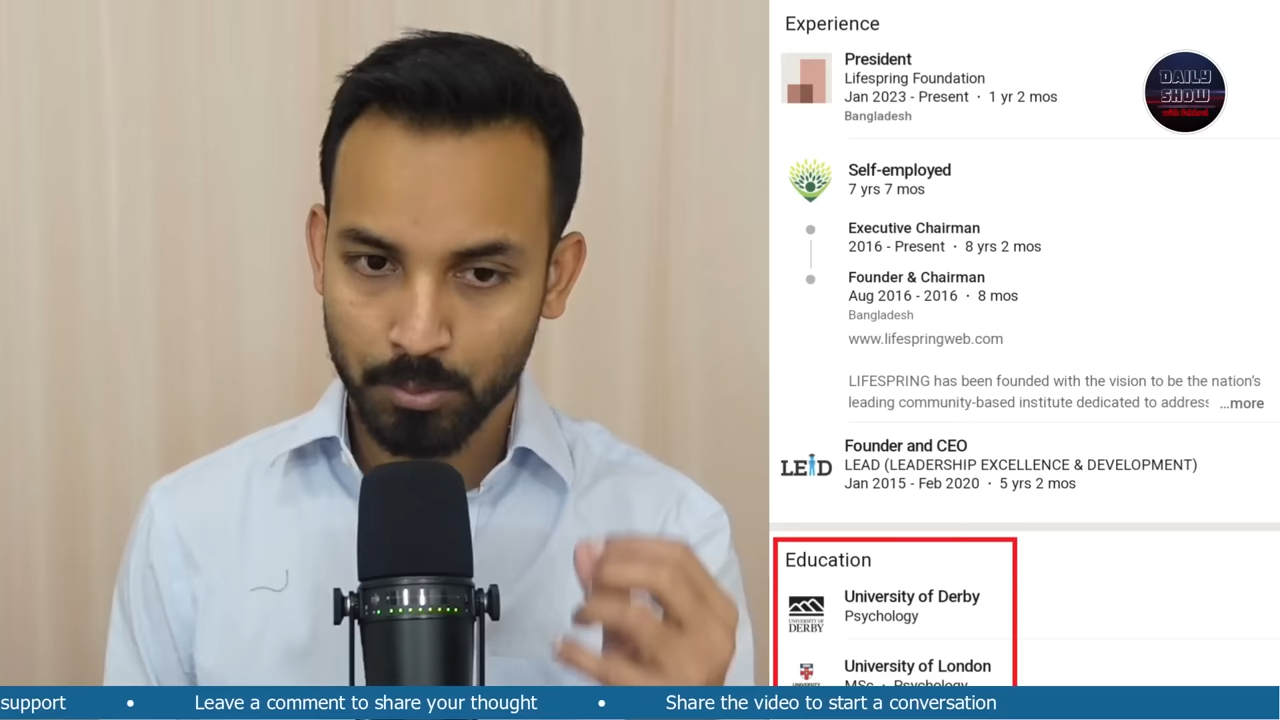 Experience
President
Lifespring Foundation
Jan 2023 - Present · 1 yr 2 mos
Bangladesh
DAILY
SHOW
Self-employed
7 yrs 7 mos
Executive Chairman
2016 - Present · 8 yrs 2 mos
Founder & Chairman
Aug 2016 - 2016 · 8 mos
Bangladesh
www.lifespringweb.com
LIFESPRING has been founded with the vision to be the nation's
leading community-based institute dedicated to address ...more
LEAD
Founder and CEO
LEAD (LEADERSHIP EXCELLENCE & DEVELOPMENT)
Jan 2015 - Feb 2020 · 5 yrs 2 mos
Education
UNIVERSITY OF
DERBY
University of Derby
Psychology
University of London
MSc · Psychology
support • Leave a comment to share your thought • Share the video to start a conversation